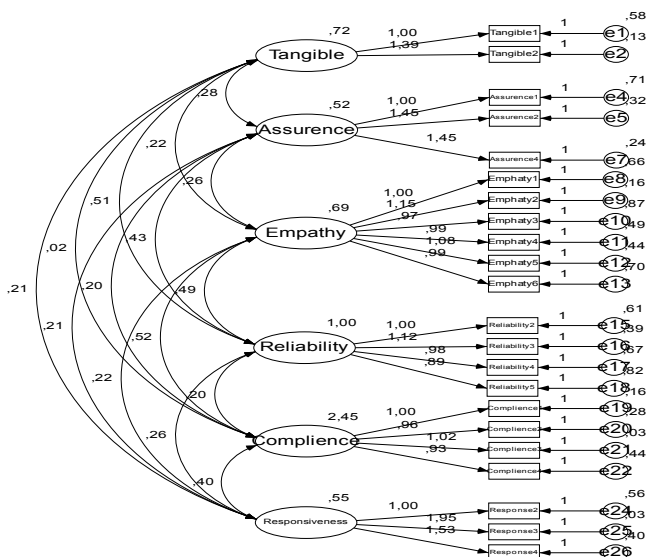 ,58
1
,72
1,00
Tangible1
e1
,13
Tangible
1,39
Tangible2
1
e2
,71
,28
1,00
Assurence1
1
e4
,32
,52
1,45
Assurence2
1
e5
Assurence
1,45
,24
Assurence4
1
e7
,66
,22
1,00
Emphaty1
1
e8
,16
,26
1,15
Emphaty2
1
e9
,87
,69
,97
Emphaty3
1
e10
,49
Empathy
,99
Emphaty4
1
e11
,44
1,08
Emphaty5
1
e12
,70
,99
Emphaty6
1
e13
,51
,43
,02
,21
,20
,49
,61
1,00
1,00
Reliability2
1
e15
,39
,21
,52
1,12
Reliability3
1
e16
,67
Reliability
,98
Reliability4
1
e17
,82
,89
Reliability5
1
e18
,16
,22
,20
2,45
1,00
1
e19
,28
,96
1
e20
,03
Complience
1,02
1
e21
,44
,26
,93
1
e22
,40
,55
,56
1,00
Response2
1
e24
,03
Responsiveness
1,95
Response3
1
e25
,40
1,53
Response4
1
e26